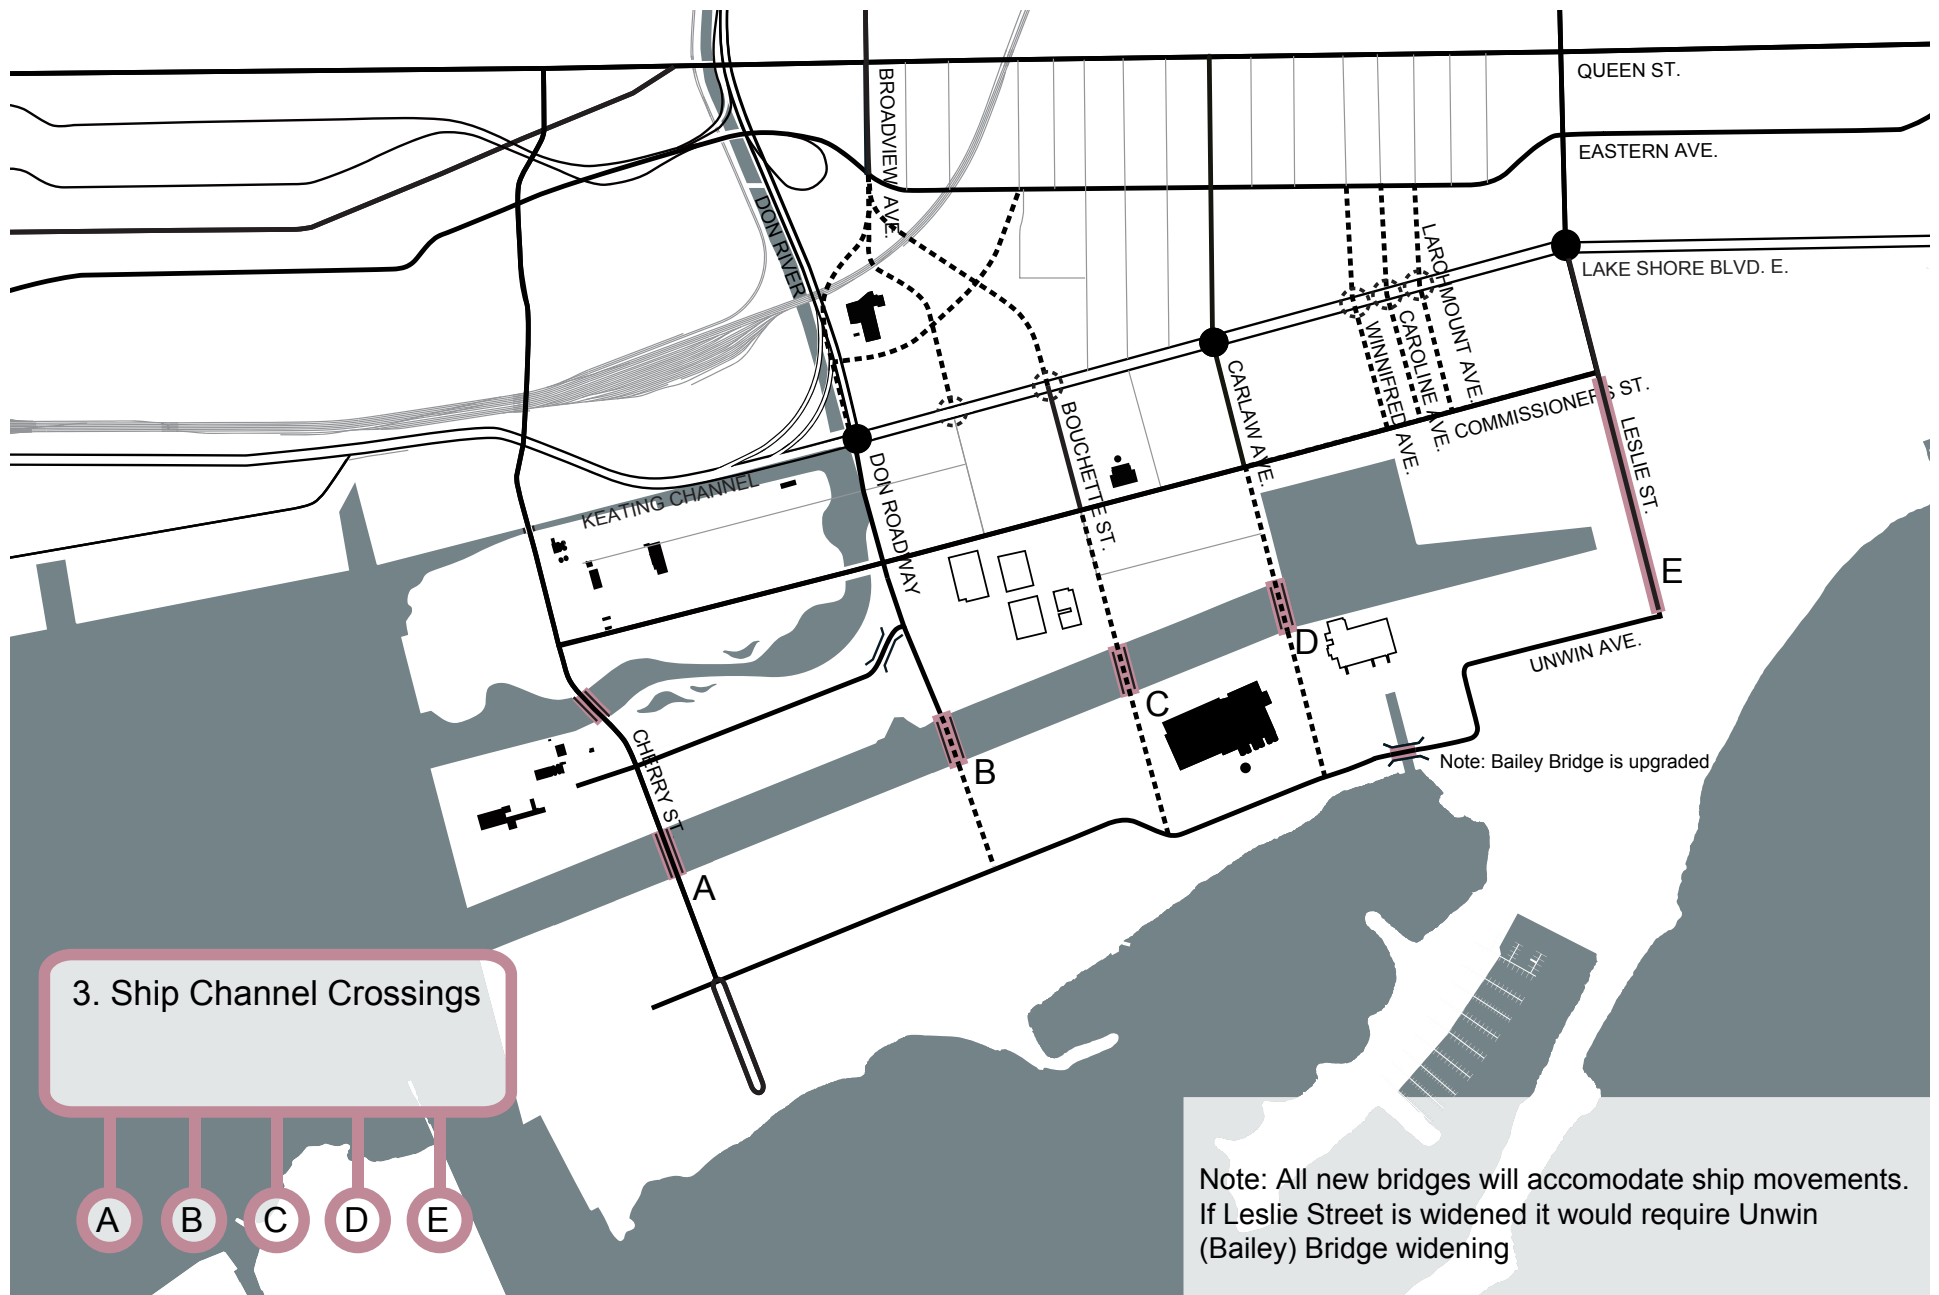 QUEEN ST.
BROADVIEW AVE.
EASTERN AVE.
DON RIVER
LARCHMOUNT AVE.
LAKE SHORE BLVD. E.
WINNIFRED AVE.
CAROLINE AVE.
CARLAW AVE.
COMMISSIONERS ST.
BOUCHETTE ST.
LESLIE ST.
DON ROADWAY
KEATING CHANNEL
E
D
UNWIN AVE.
C
CHERRY ST
B
Note: Bailey Bridge is upgraded
A
3. Ship Channel Crossings
A B C D E
Note: All new bridges will accomodate ship movements.
If Leslie Street is widened it would require Unwin
(Bailey) Bridge widening